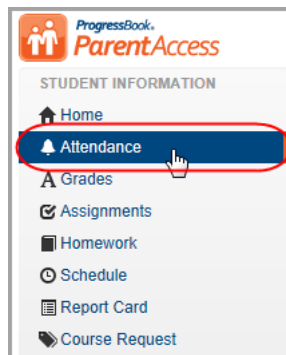 ProgressBook®
ParentAccess
STUDENT INFORMATION
Home
Attendance
Grades
Assignments
Homework
Schedule
Report Card
Course Request